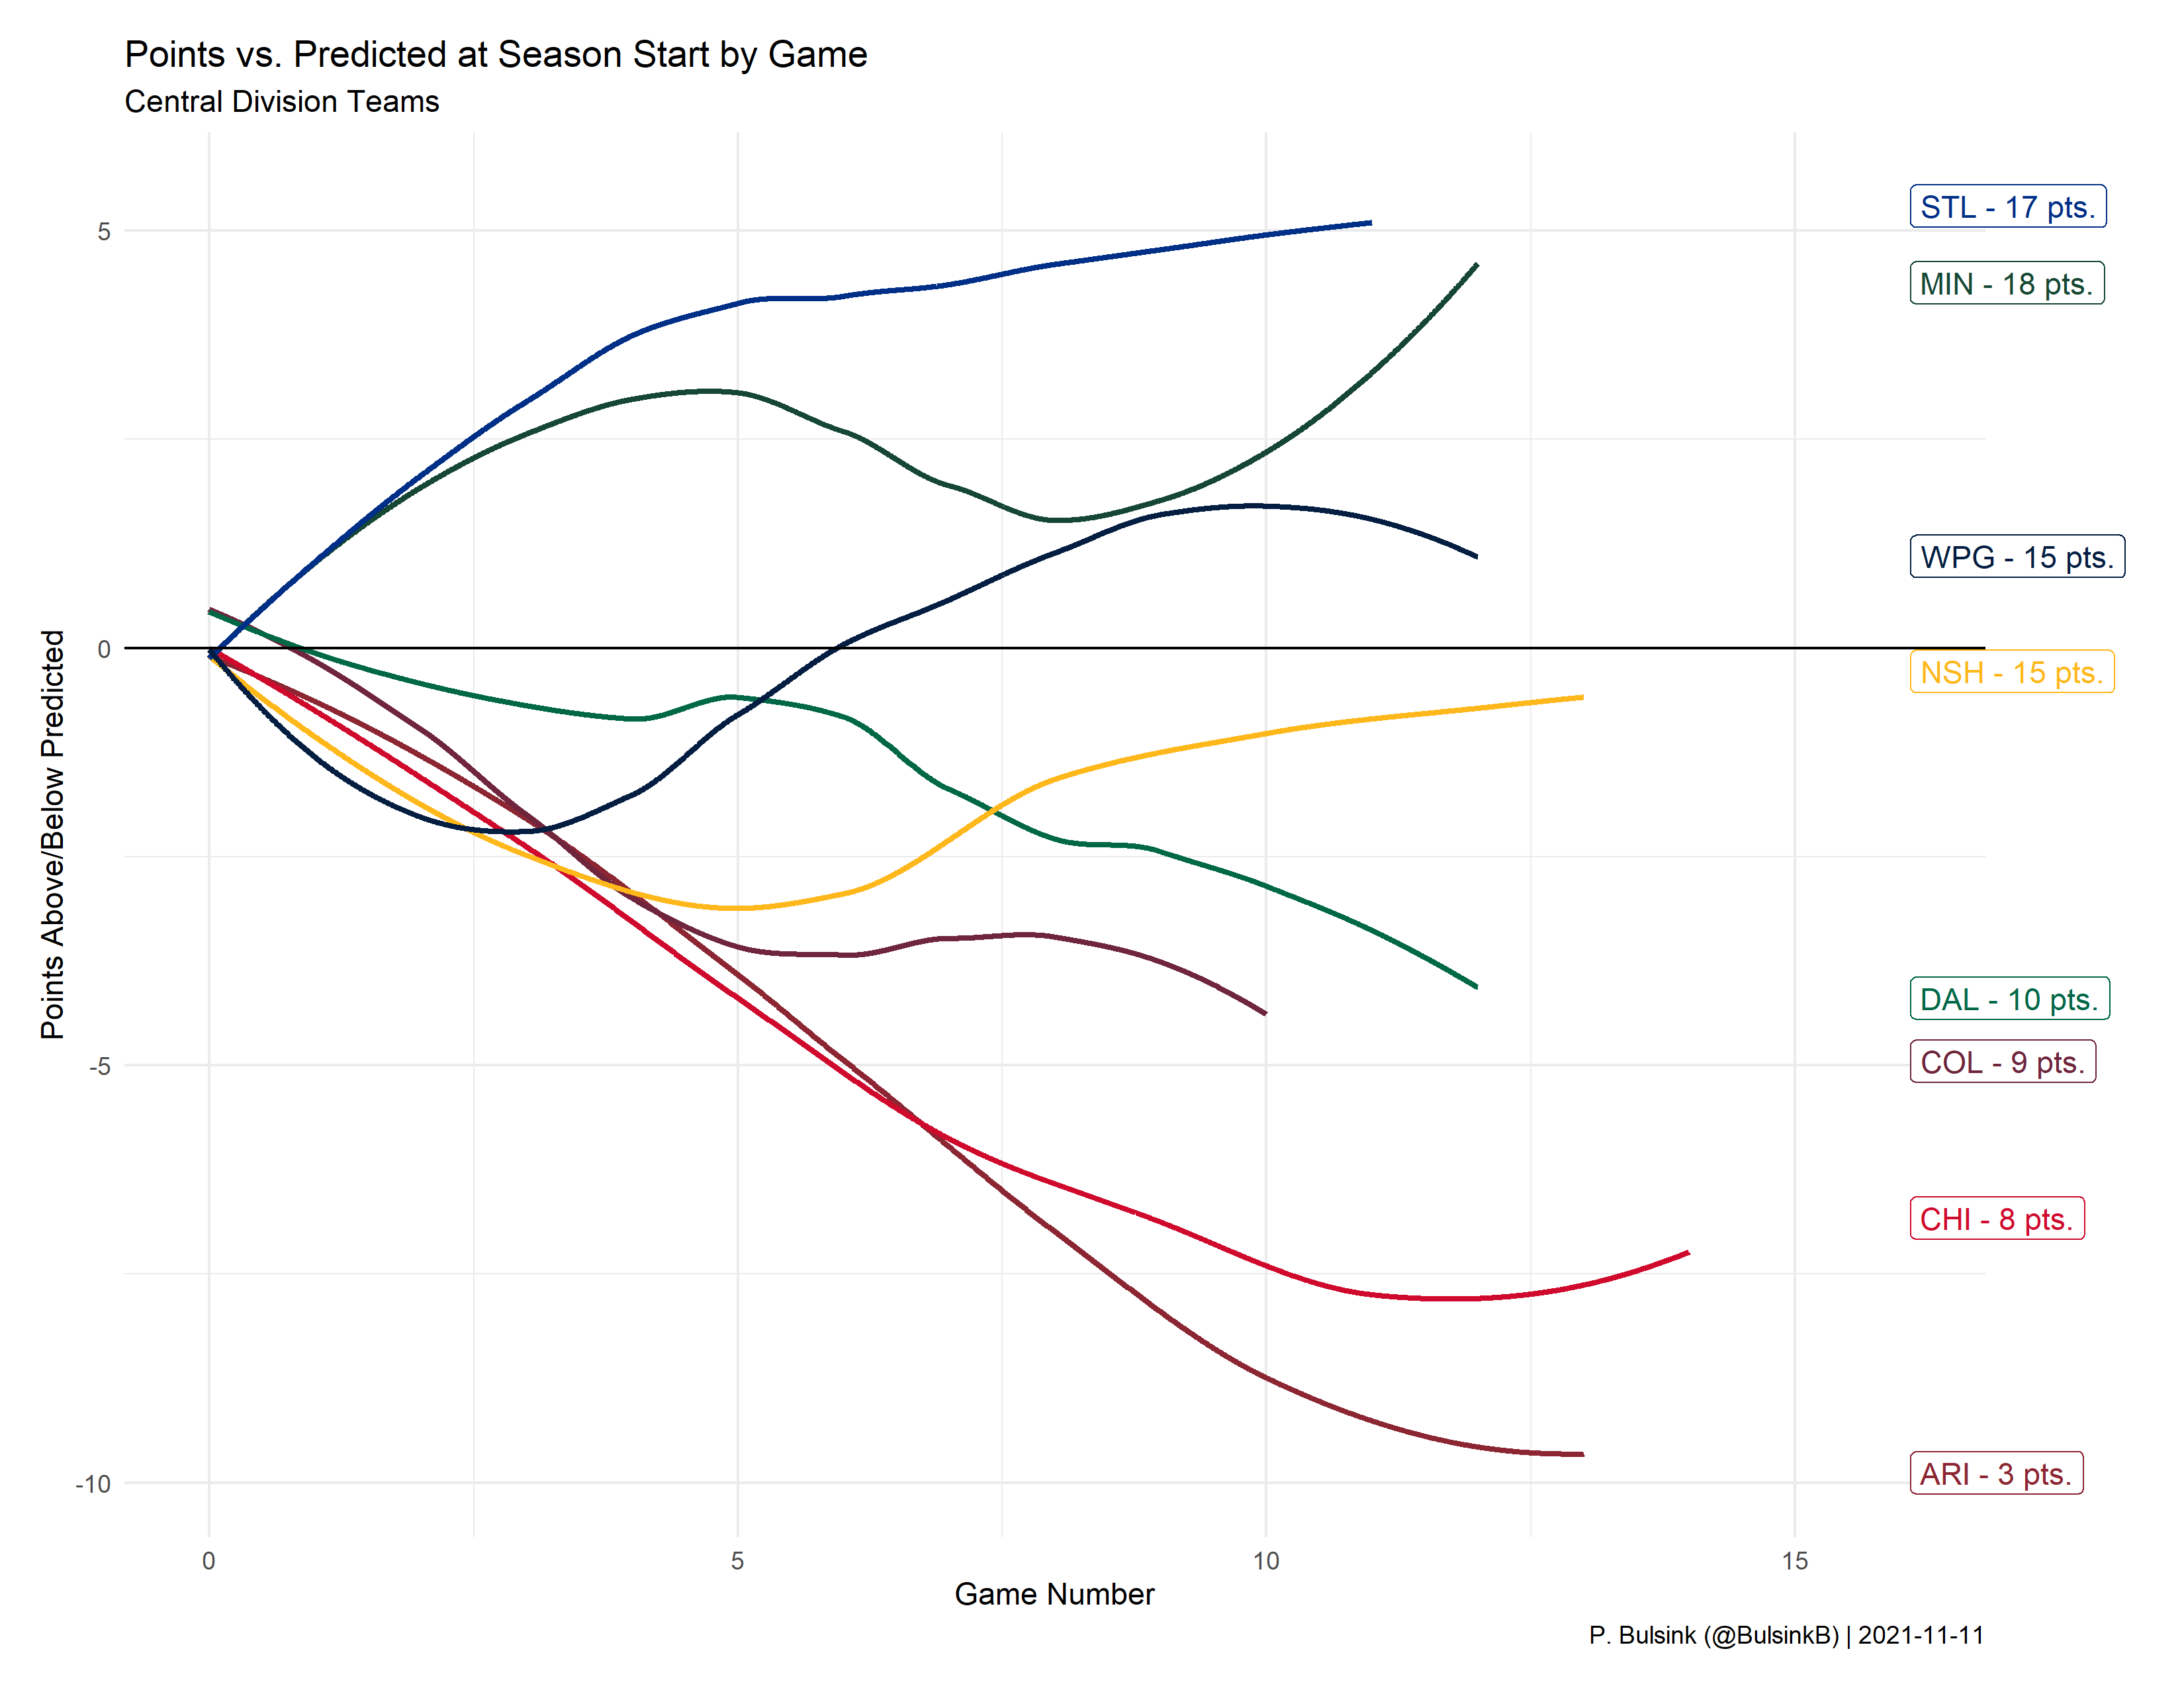 Points vs. Predicted at Season Start by Game
Central Division Teams
Points Above/Below Predicted
5
0
-5
-10
STL - 17 pts.
MIN - 18 pts.
WPG - 15 pts.
NSH - 15 pts.
DAL - 10 pts.
COL - 9 pts.
CHI - 8 pts.
ARI - 3 pts.
0 5 10 15
Game Number
P. Bulsink (@BulsinkB) | 2021-11-11